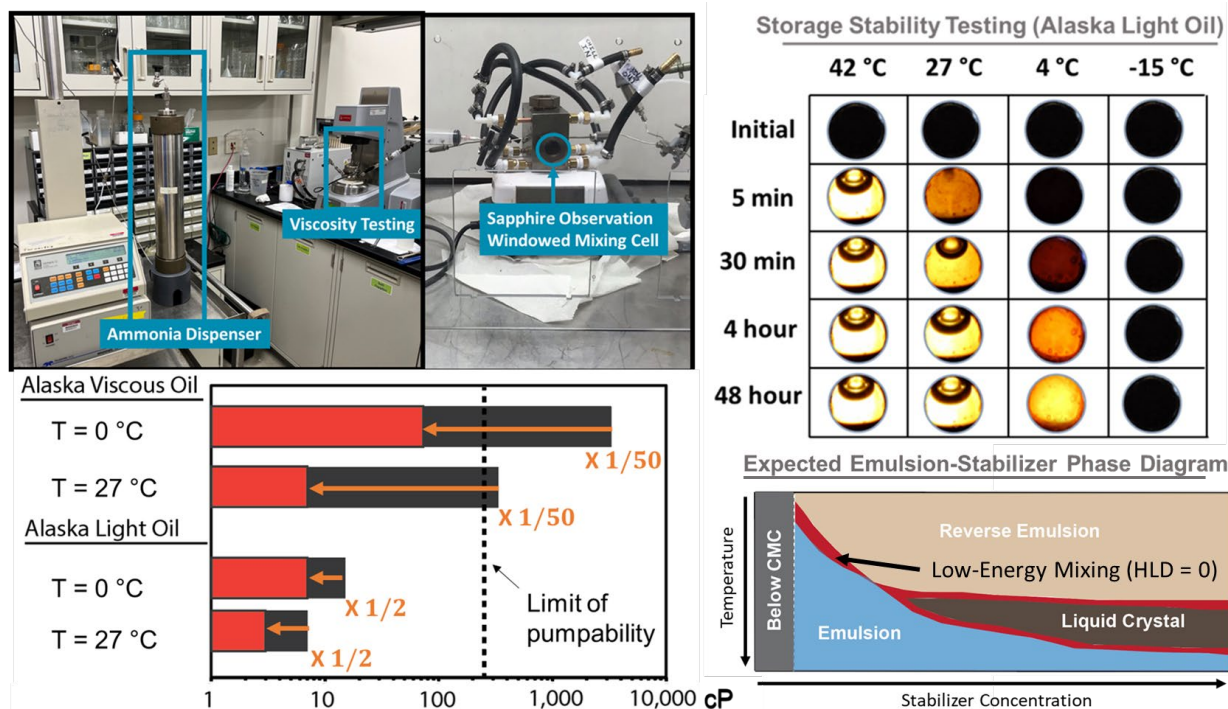 Ammonia Dispenser
Viscosity Testing
Sapphire Observation
Windowed Mixing Cell
Storage Stability Testing (Alaska Light Oil)
42 °C 27 °C 4 °C -15 °C
Initial
5 min
30 min
4 hour
48 hour
Alaska Viscous Oil
T = 0 °C
X 1/50
T = 27 °C
X 1/50
Alaska Light Oil
T = 0 °C
X 1/2
T = 27 °C
X 1/2
Limit of
pumpability
1 10 100 1,000 10,000 cP
Expected Emulsion-Stabilizer Phase Diagram
Temperature
Below CMC
Reverse Emulsion
Low-Energy Mixing (HLD = 0)
Liquid Crystal
Emulsion
Stabilizer Concentration